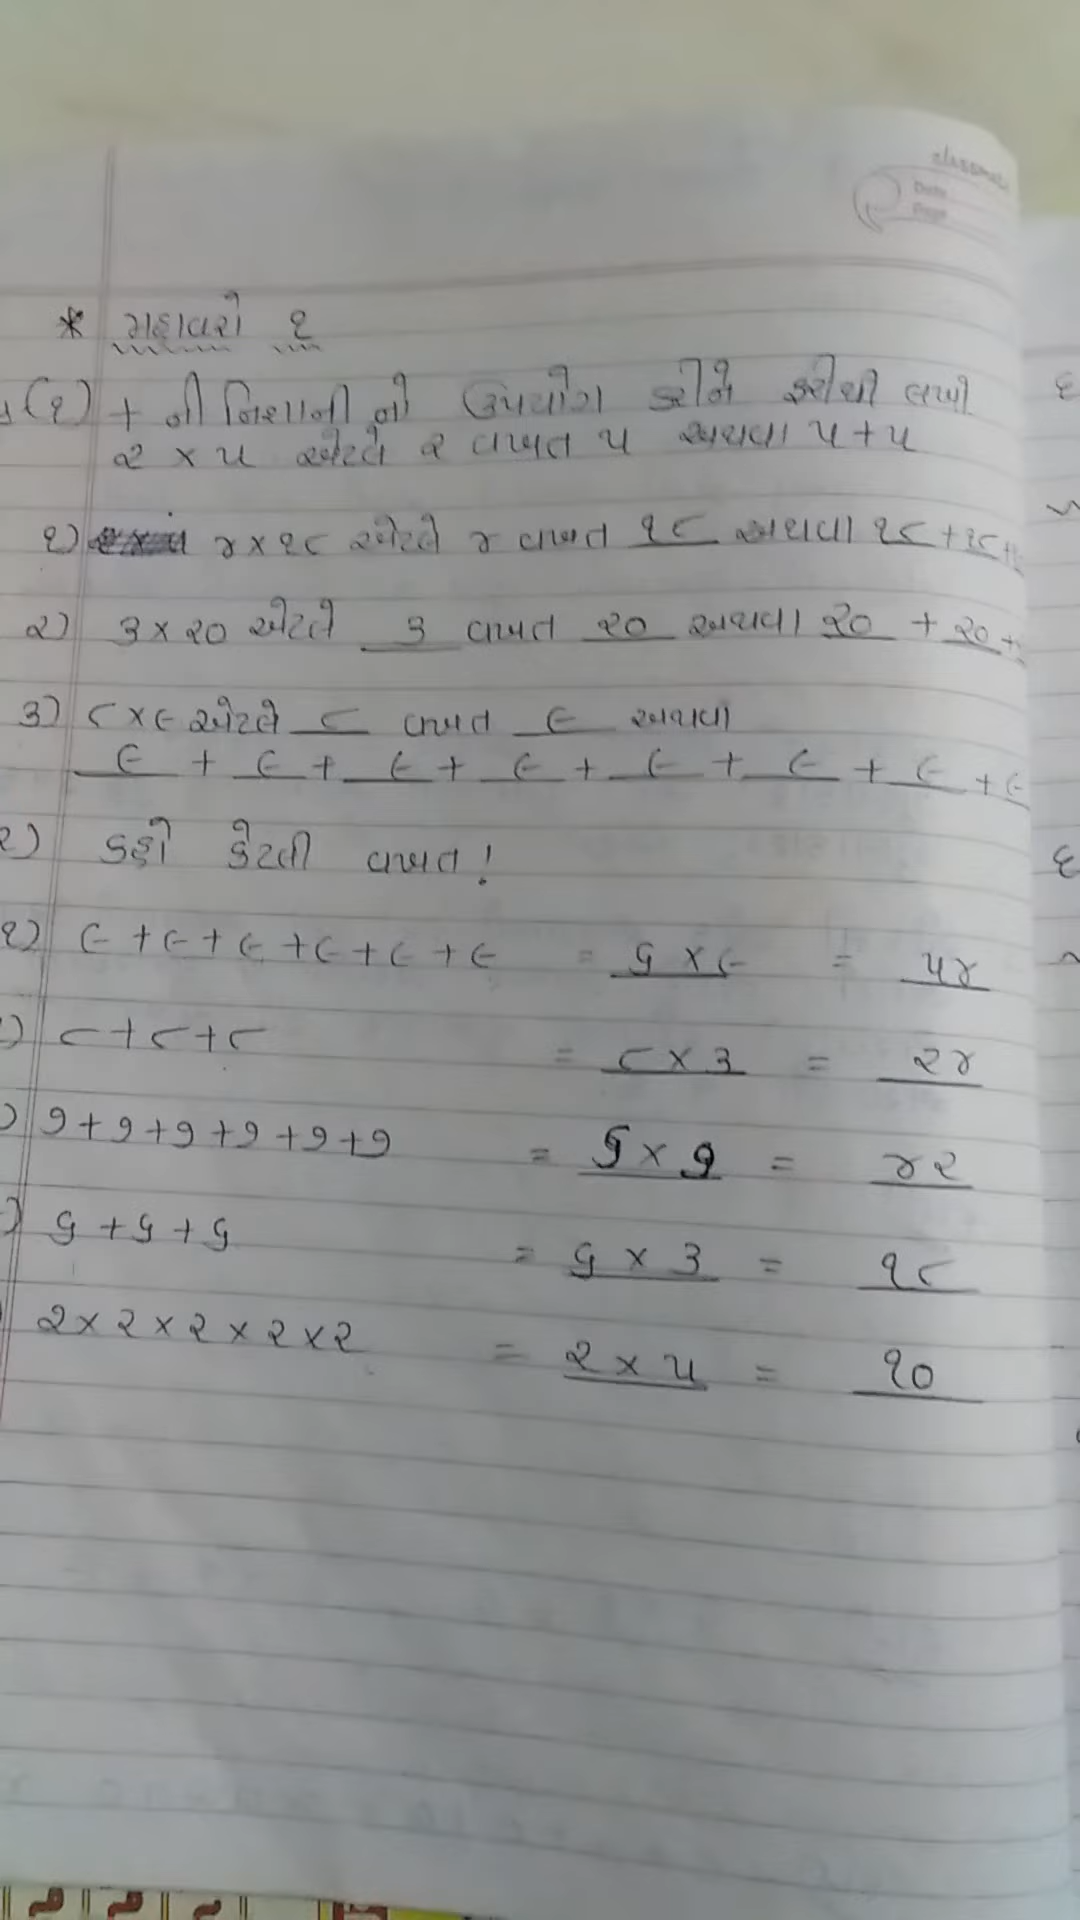 classmate
Date
Page
* મહાવરો ૧
(૧) + ની નિશાની નો ઉપયોગ કરીને ફરીથી લખો
૨ × ૫ એટલે ૨ વખત ૫ અથવા ૫ + ૫
૧) ૪ × ૧૮ એટલે ૪ વખત ૧૮ અથવા ૧૮ + ૧૮ +
૨) ૩ × ૨૦ એટલે ૩ વખત ૨૦ અથવા ૨૦ + ૨૦ +
૩) ૮ × ૯ એટલે ૮ વખત ૯ અથવા
૯ + ૯ + ૯ + ૯ + ૯ + ૯ + ૯ + ૯
૨) કહો કેટલી વખત!
૧) ૯ + ૯ + ૯ + ૯ + ૯ + ૯ = ૬ × ૯ = ૫૪
) ૮ + ૮ + ૮ = ૮ × ૩ = ૨૪
) ૭ + ૭ + ૭ + ૭ + ૭ + ૭ = ૬ × ૭ = ૪૨
) ૬ + ૬ + ૬ = ૬ × ૩ = ૧૮
૨ × ૨ × ૨ × ૨ × ૨ = ૨ × ૫ = ૧૦